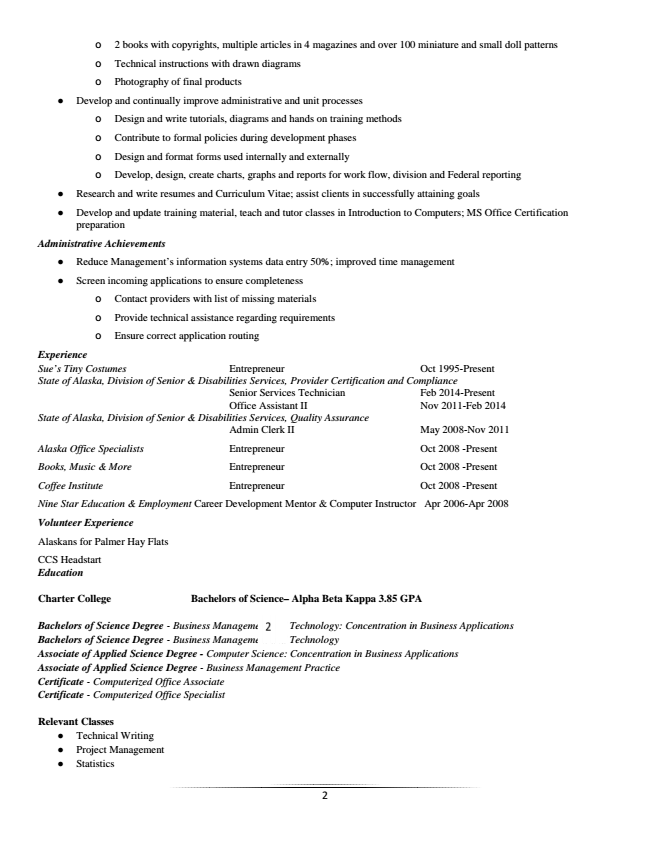 o 2 books with copyrights, multiple articles in 4 magazines and over 100 miniature and small doll patterns
o Technical instructions with drawn diagrams
o Photography of final products
● Develop and continually improve administrative and unit processes
o Design and write tutorials, diagrams and hands on training methods
o Contribute to formal policies during development phases
o Design and format forms used internally and externally
o Develop, design, create charts, graphs and reports for work flow, division and Federal reporting
● Research and write resumes and Curriculum Vitae; assist clients in successfully attaining goals
● Develop and update training material, teach and tutor classes in Introduction to Computers; MS Office Certification
preparation
Administrative Achievements
● Reduce Management's information systems data entry 50%; improved time management
● Screen incoming applications to ensure completeness
o Contact providers with list of missing materials
o Provide technical assistance regarding requirements
o Ensure correct application routing
Experience
Sue's Tiny Costumes Entrepreneur Oct 1995-Present
State of Alaska, Division of Senior & Disabilities Services, Provider Certification and Compliance
Senior Services Technician Feb 2014-Present
Office Assistant II Nov 2011-Feb 2014
State of Alaska, Division of Senior & Disabilities Services, Quality Assurance
Admin Clerk II May 2008-Nov 2011
Alaska Office Specialists Entrepreneur Oct 2008 -Present
Books, Music & More Entrepreneur Oct 2008 -Present
Coffee Institute Entrepreneur Oct 2008 -Present
Nine Star Education & Employment Career Development Mentor & Computer Instructor Apr 2006-Apr 2008
Volunteer Experience
Alaskans for Palmer Hay Flats
CCS Headstart
Education
Charter College Bachelors of Science– Alpha Beta Kappa 3.85 GPA
Bachelors of Science Degree - Business Manageme 2 Technology: Concentration in Business Applications
Bachelors of Science Degree - Business Manageme Technology
Associate of Applied Science Degree - Computer Science: Concentration in Business Applications
Associate of Applied Science Degree - Business Management Practice
Certificate - Computerized Office Associate
Certificate - Computerized Office Specialist
Relevant Classes
● Technical Writing
● Project Management
● Statistics
2